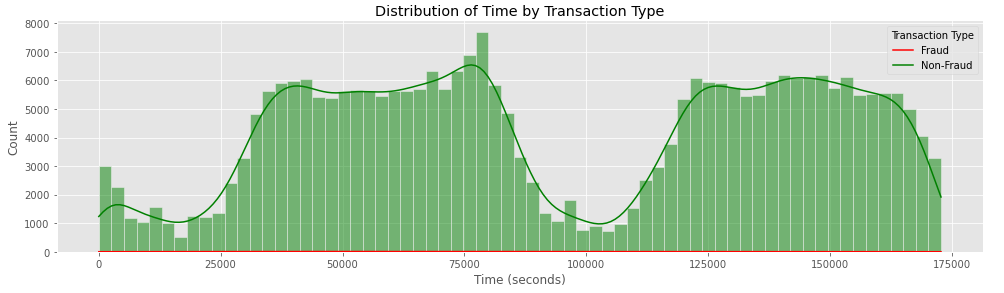 Distribution of Time by Transaction Type
8000
7000
6000
5000
4000
3000
2000
1000
0
Count
Transaction Type
Fraud
Non-Fraud
0
25000
50000
75000
100000
125000
150000
175000
Time (seconds)